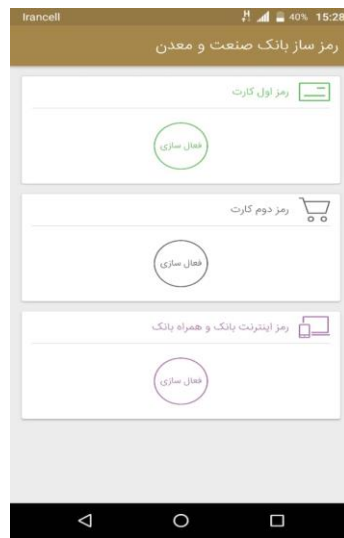 Irancell 40% 15:28
رمز ساز بانک صنعت و معدن
رمز اول کارت
فعال سازی
رمز دوم کارت
فعال سازی
رمز اینترنت بانک و همراه بانک
فعال سازی